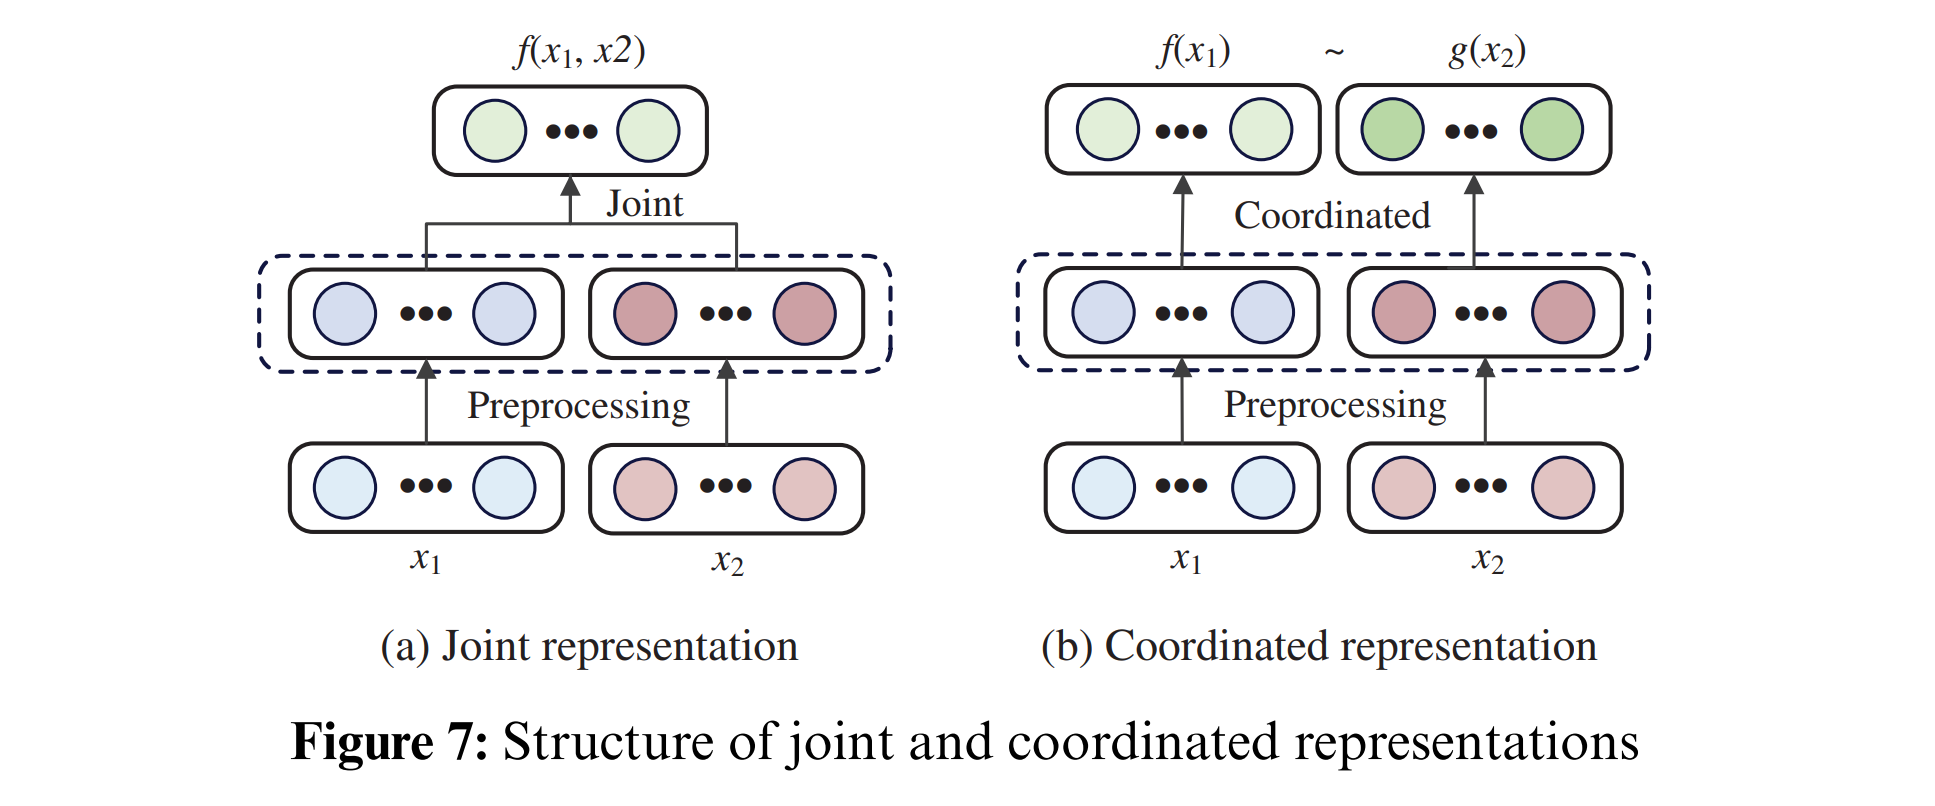 f(x₁, x2)
f(x₁) ~ g(x₂)
Joint
Coordinated
Preprocessing
Preprocessing
x₁ x₂
x₁ x₂
(a) Joint representation
(b) Coordinated representation
Figure 7: Structure of joint and coordinated representations